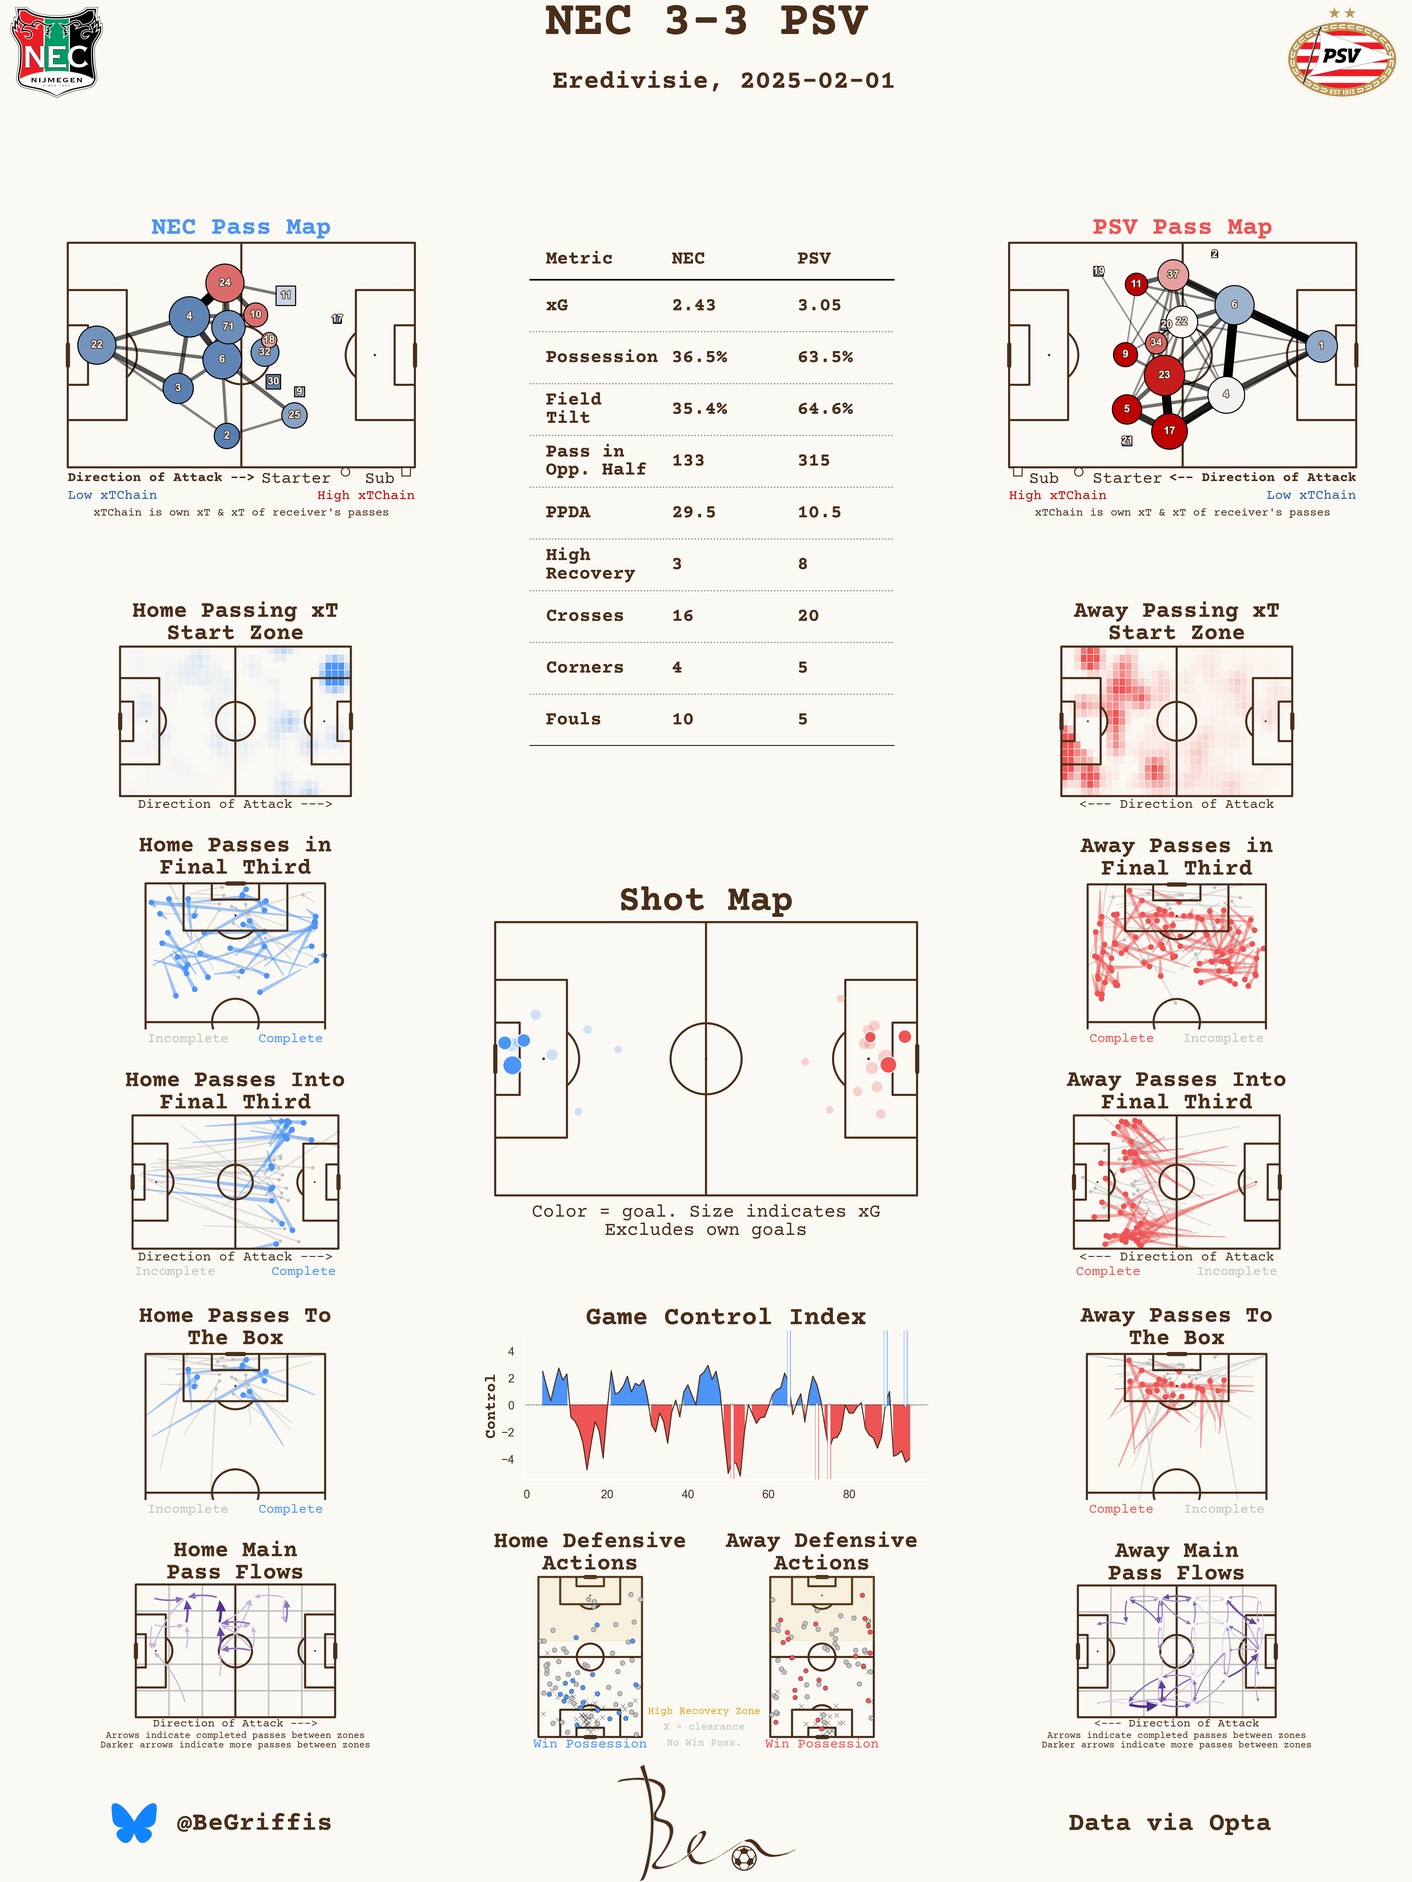 NEC 3-3 PSV
Eredivisie, 2025-02-01
NEC
NIJMEGEN
PSV
EST 1913
NEC Pass Map
24
11
10
4
71
17
18
22
32
6
3
30
9
25
2
Direction of Attack --> Starter Sub
Low xTChain High xTChain
xTChain is own xT & xT of receiver's passes
Metric NEC PSV
xG 2.43 3.05
Possession 36.5% 63.5%
Field
Tilt 35.4% 64.6%
Pass in
Opp. Half 133 315
PPDA 29.5 10.5
High
Recovery 3 8
Crosses 16 20
Corners 4 5
Fouls 10 5
PSV Pass Map
2
19
37
11
6
20
22
34
1
9
23
4
5
17
21
Sub Starter <-- Direction of Attack
High xTChain Low xTChain
xTChain is own xT & xT of receiver's passes
Home Passing xT
Start Zone
Direction of Attack --->
Away Passing xT
Start Zone
<--- Direction of Attack
Home Passes in
Final Third
Incomplete Complete
Away Passes in
Final Third
Complete Incomplete
Shot Map
Color = goal. Size indicates xG
Excludes own goals
Home Passes Into
Final Third
Direction of Attack --->
Incomplete Complete
Away Passes Into
Final Third
<--- Direction of Attack
Complete Incomplete
Home Passes To
The Box
Incomplete Complete
Game Control Index
Control
4
2
0
−2
−4
0 20 40 60 80
Away Passes To
The Box
Complete Incomplete
Home Main
Pass Flows
Direction of Attack --->
Arrows indicate completed passes between zones
Darker arrows indicate more passes between zones
Home Defensive
Actions
Win Possession
High Recovery Zone
X = clearance
No Win Poss.
Away Defensive
Actions
Win Possession
Away Main
Pass Flows
<--- Direction of Attack
Arrows indicate completed passes between zones
Darker arrows indicate more passes between zones
@BeGriffis
Ben
Data via Opta